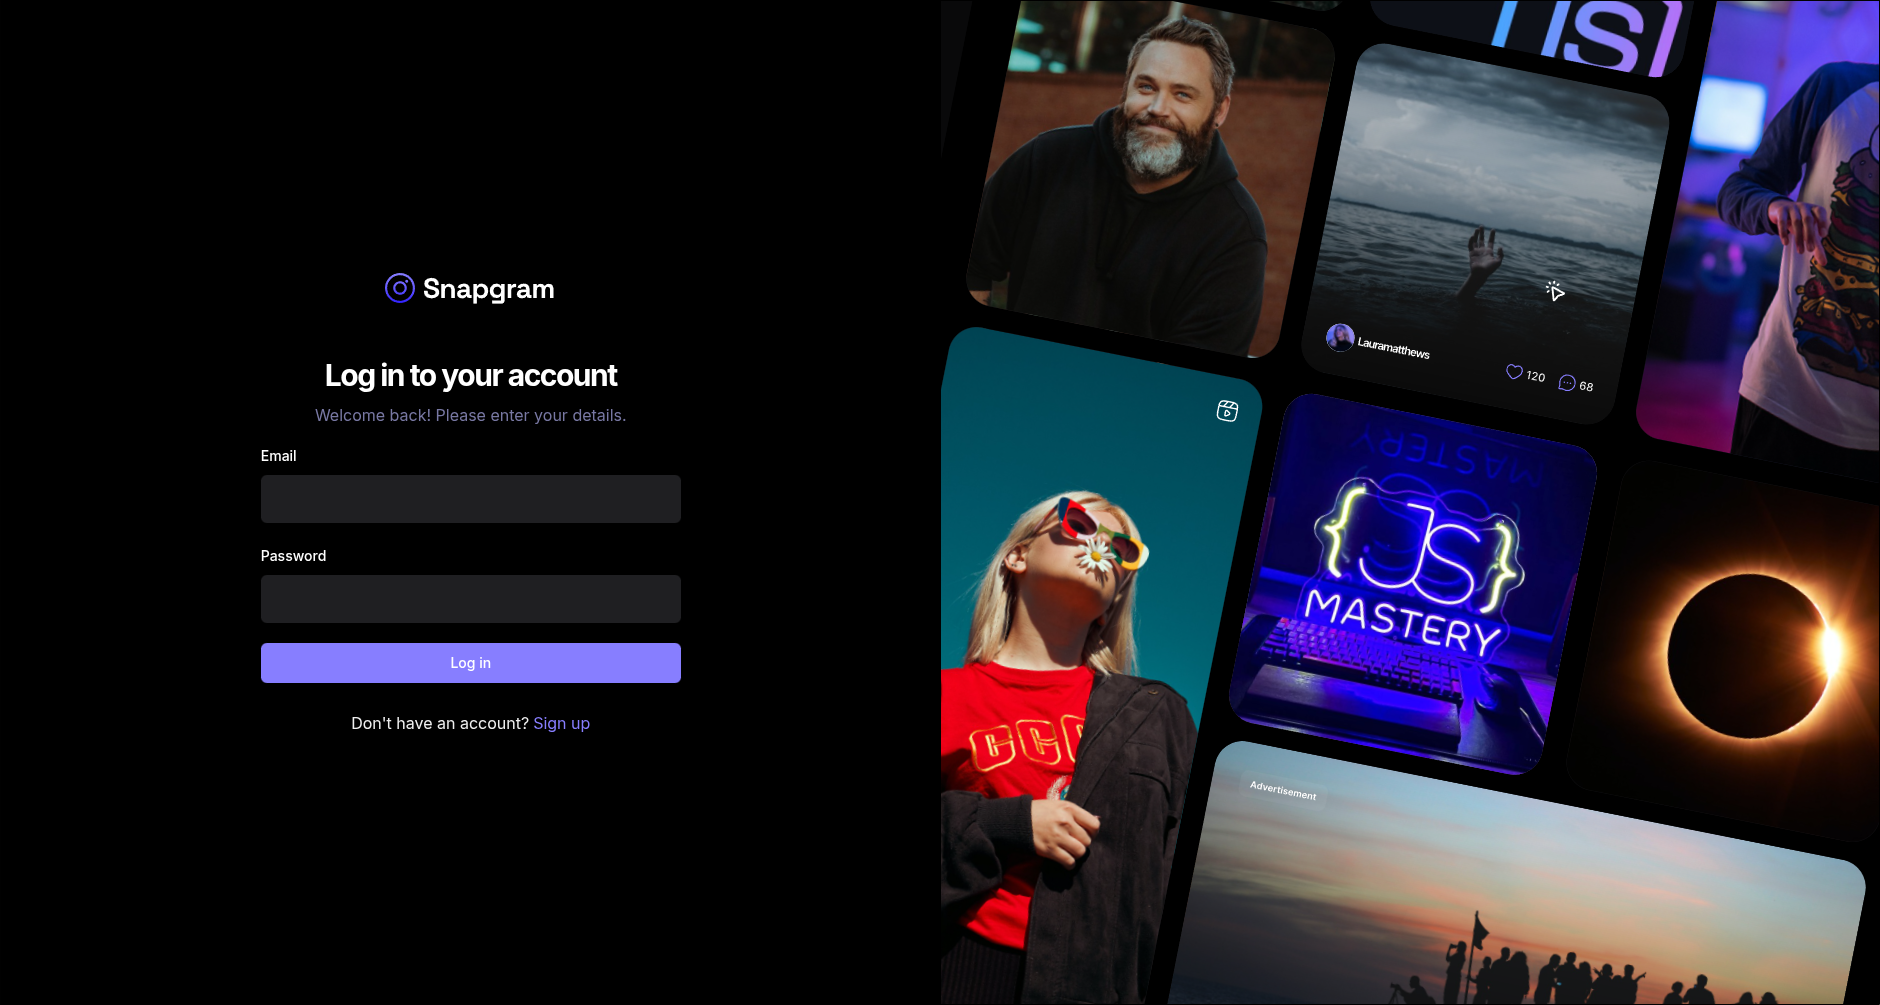 Snapgram
Log in to your account
Welcome back! Please enter your details.
Email
Password
Log in
Don't have an account? Sign up
JS
Lauramatthews
120
68
MASTERY
{JS}
MASTERY
CCC
Advertisement